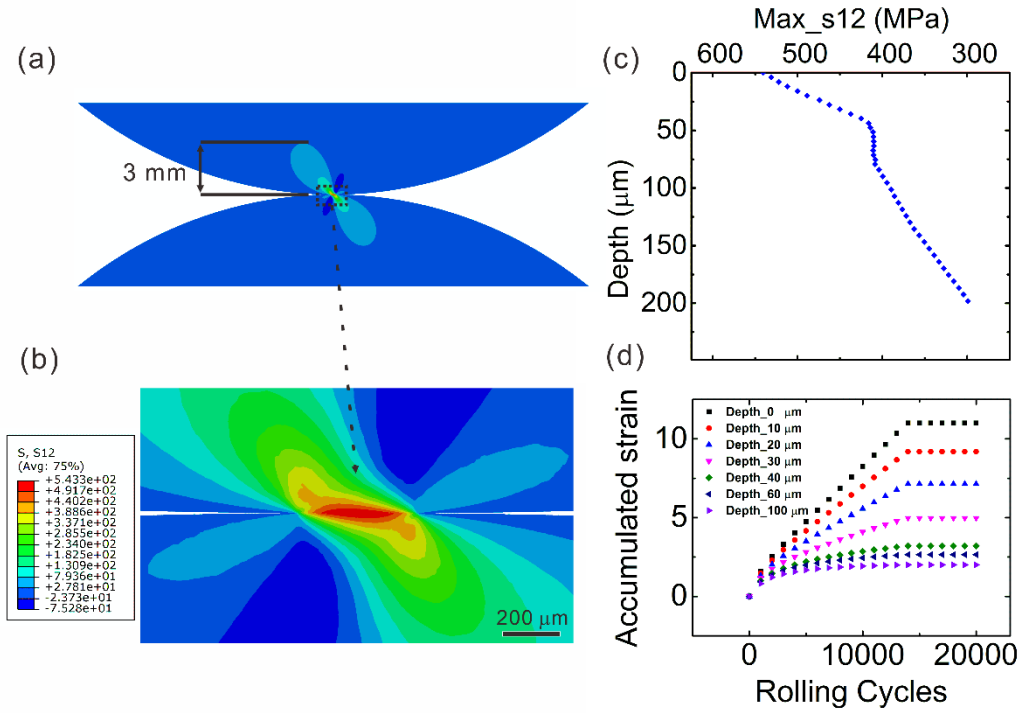 (a)
3 mm
(b)
S, S12
(Avg: 75%)
+5.433e+02
+4.917e+02
+4.402e+02
+3.886e+02
+3.371e+02
+2.855e+02
+2.340e+02
+1.825e+02
+1.309e+02
+7.936e+01
+2.781e+01
-2.373e+01
-7.528e+01
200 μm
Max_s12 (MPa)
600 500 400 300
(c)
0
50
100
150
200
Depth (μm)
(d)
Depth_0 μm
Depth_10 μm
Depth_20 μm
Depth_30 μm
Depth_40 μm
Depth_60 μm
Depth_100 μm
10
5
0
Accumulated strain
0 10000 20000
Rolling Cycles